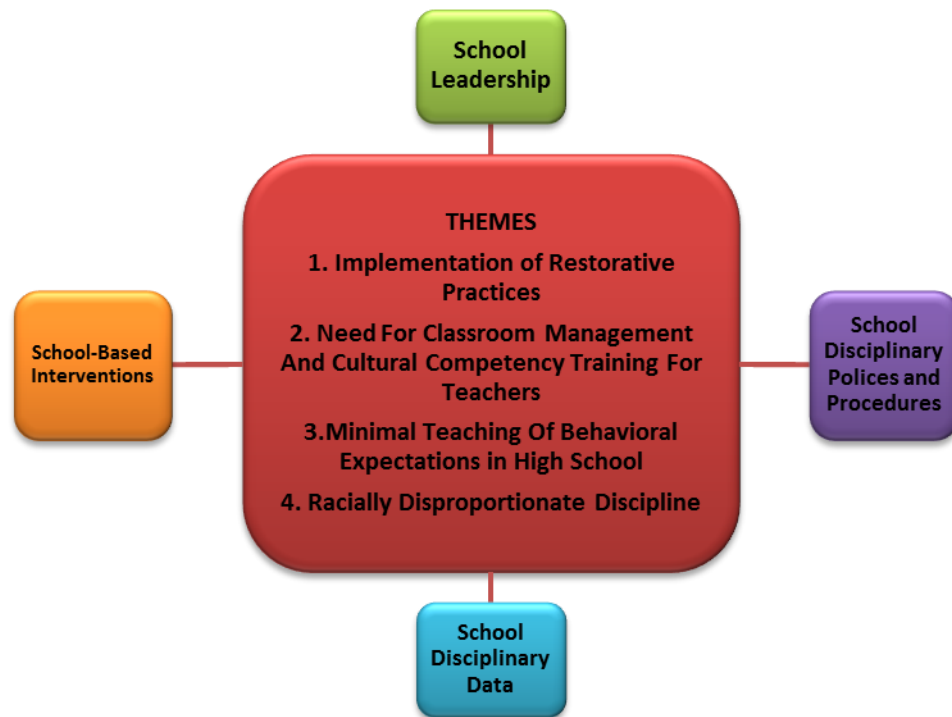 School
Leadership
THEMES
1. Implementation of Restorative
Practices
2. Need For Classroom Management
And Cultural Competency Training For
Teachers
3.Minimal Teaching Of Behavioral
Expectations in High School
4. Racially Disproportionate Discipline
School-Based
Interventions
School
Disciplinary
Polices and
Procedures
School
Disciplinary
Data